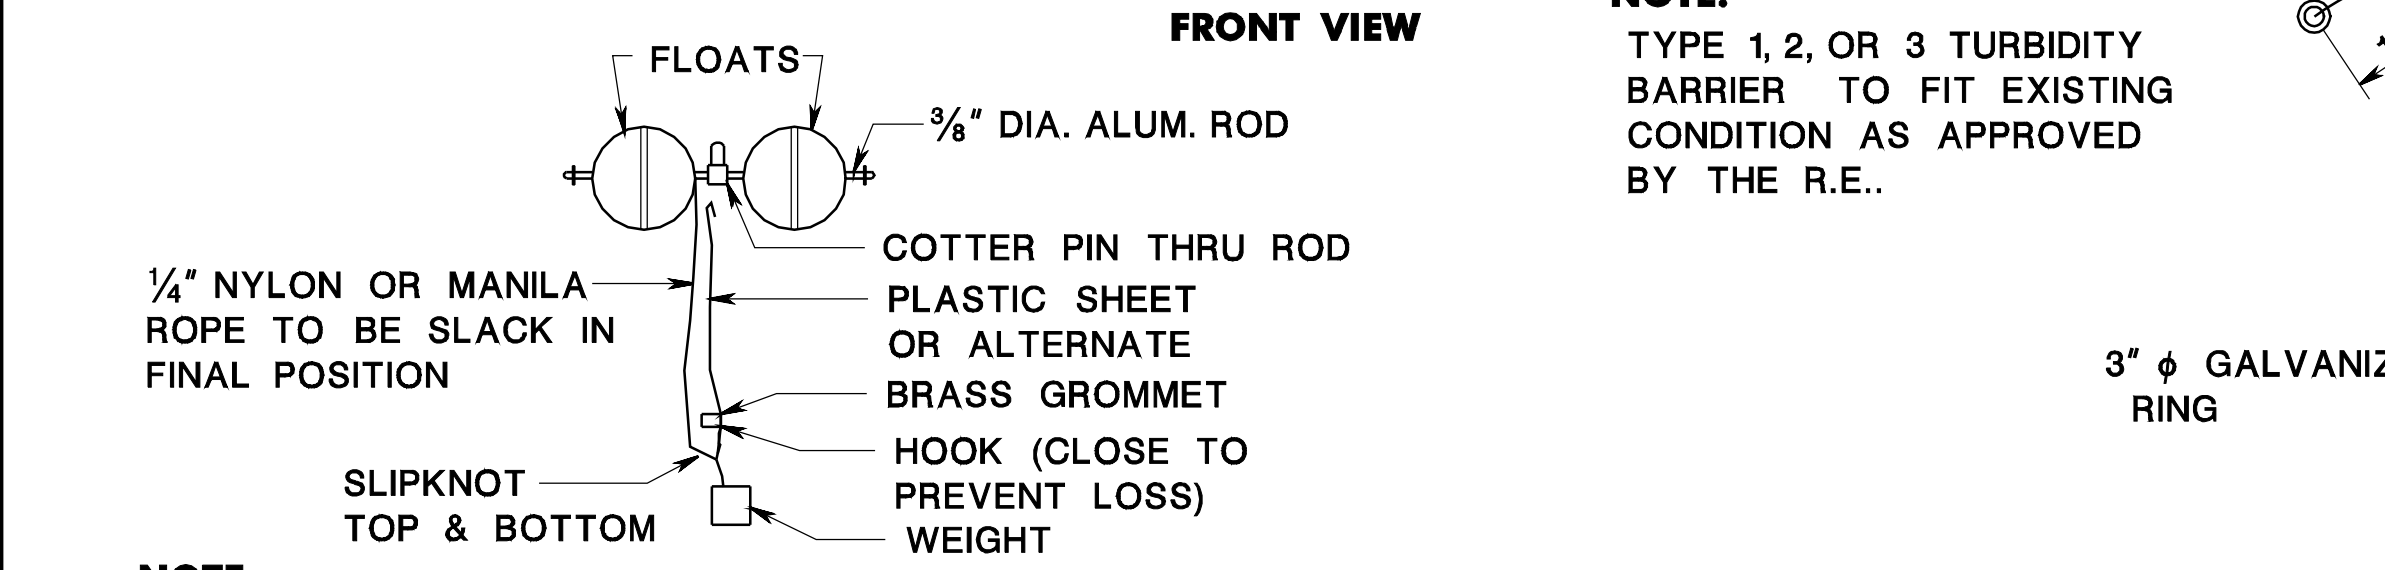 FRONT VIEW
FLOATS
3/8" DIA. ALUM. ROD
COTTER PIN THRU ROD
1/4" NYLON OR MANILA
ROPE TO BE SLACK IN
FINAL POSITION
PLASTIC SHEET
OR ALTERNATE
BRASS GROMMET
HOOK (CLOSE TO
PREVENT LOSS)
SLIPKNOT
TOP & BOTTOM
WEIGHT
NOTE:
TYPE 1, 2, OR 3 TURBIDITY
BARRIER TO FIT EXISTING
CONDITION AS APPROVED
BY THE R.E..
3" ϕ
RING